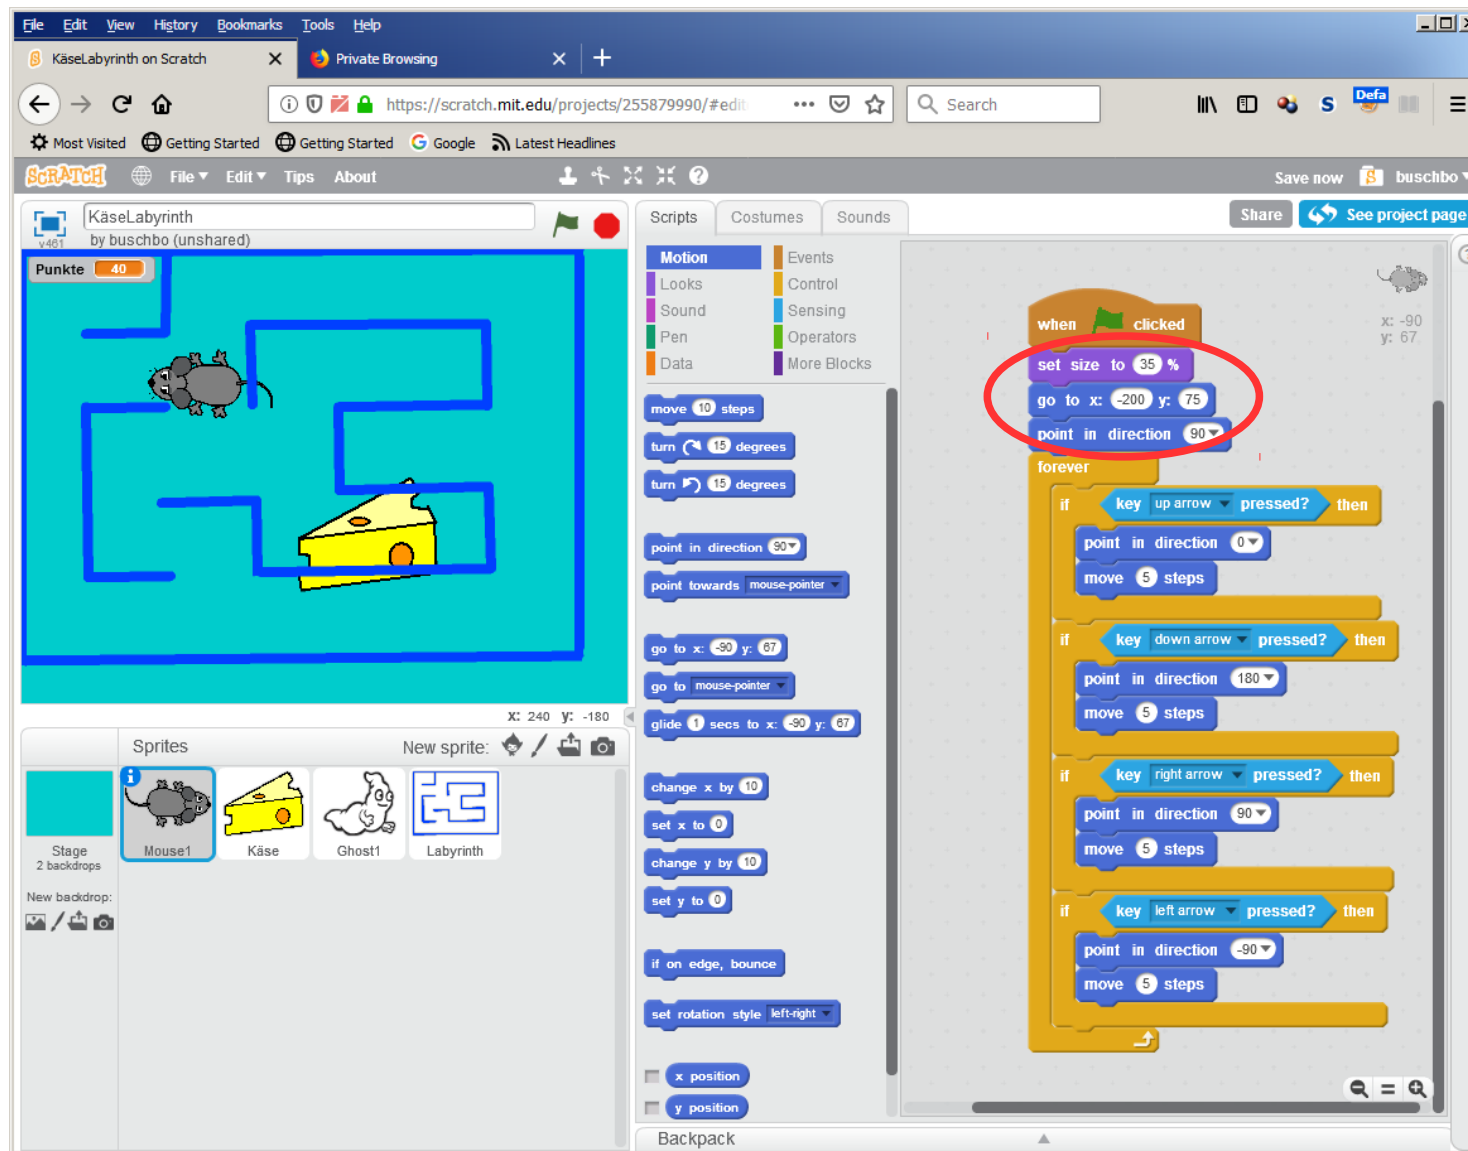 File Edit View History Bookmarks Tools Help
KäseLabyrinth on Scratch
Private Browsing
https://scratch.mit.edu/projects/255879990/#edit
Search
Defa
Most Visited Getting Started Getting Started Google Latest Headlines
SCRATCH File Edit Tips About
Save now buschbo
KäseLabyrinth
v461 by buschbo (unshared)
Punkte 40
x: 240 y: -180
Sprites New sprite:
Stage
2 backdrops
New backdrop:
Mouse1 Käse Ghost1 Labyrinth
Scripts Costumes Sounds
Share See project page
Motion Events
Looks Control
Sound Sensing
Pen Operators
Data More Blocks
move 10 steps
turn 15 degrees
turn 15 degrees
point in direction 90
point towards mouse-pointer
go to x: -90 y: 67
go to mouse-pointer
glide 1 secs to x: -90 y: 67
change x by 10
set x to 0
change y by 10
set y to 0
if on edge, bounce
set rotation style left-right
x position
y position
x: -90
y: 67
when clicked
set size to 35 %
go to x: -200 y: 75
point in direction 90
forever
if key up arrow pressed? then
point in direction 0
move 5 steps
if key down arrow pressed? then
point in direction 180
move 5 steps
if key right arrow pressed? then
point in direction 90
move 5 steps
if key left arrow pressed? then
point in direction -90
move 5 steps
Backpack